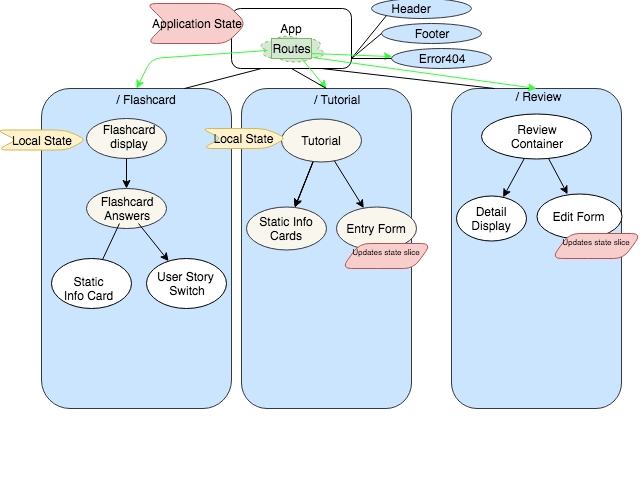 Application State
App
Routes
Header
Footer
Error404
/ Flashcard
/ Tutorial
/ Review
Local State
Flashcard
display
Local State
Tutorial
Review
Container
Flashcard
Answers
Static Info
Cards
Entry Form
Updates state slice
Detail
Display
Edit Form
Updates state slice
Static
Info Card
User Story
Switch